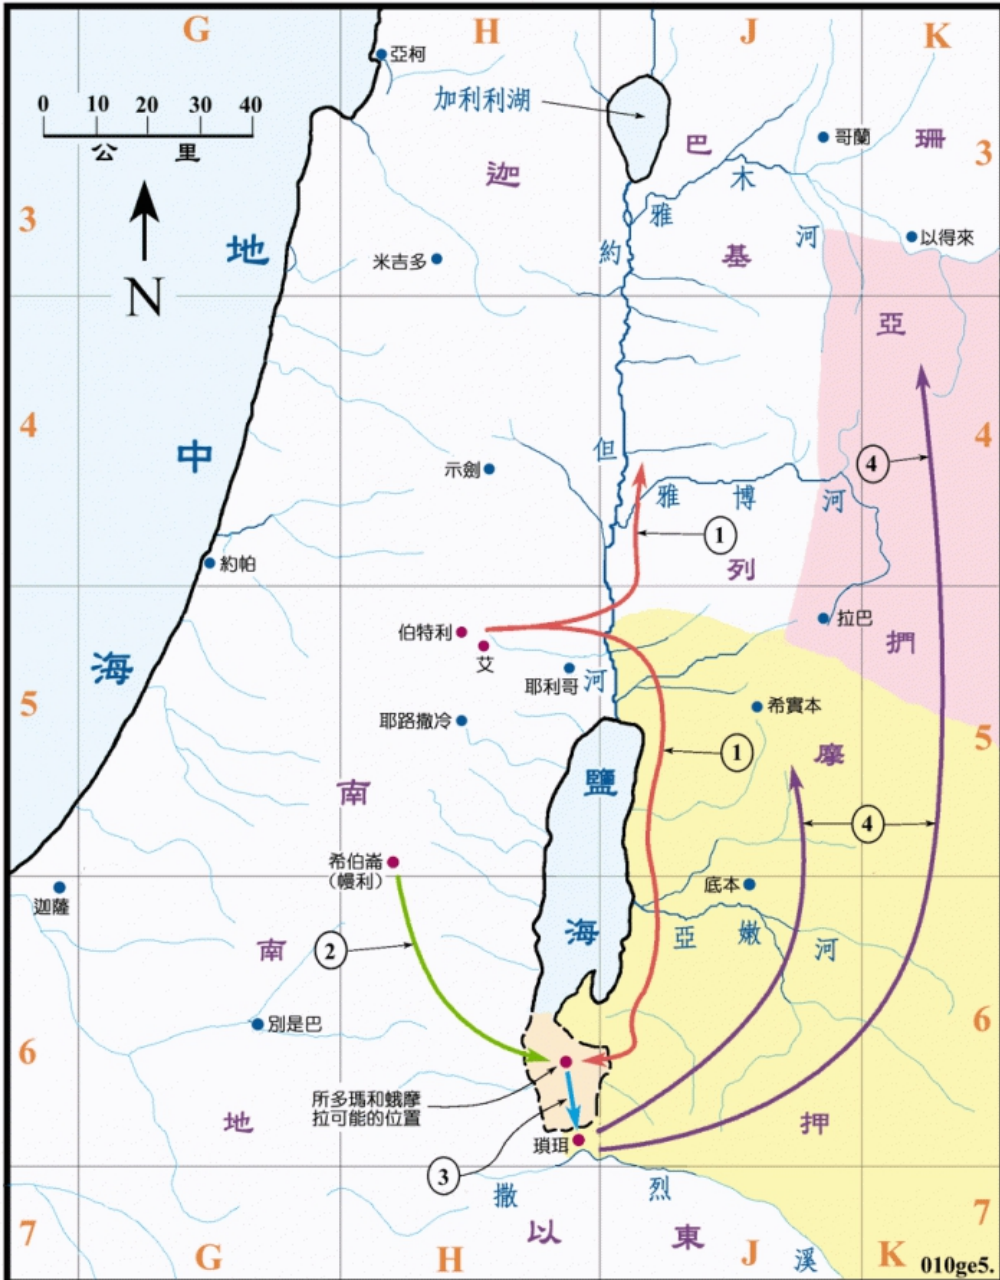 G
H
J
K
亞柯
0 10 20 30 40
公 里
加利利湖
哥蘭
珊
3
巴
迦
木
雅
河
以得來
3
地
約
基
米吉多
N
亞
4
4
中
但
示劍
4
雅 博 河
1
列
約帕
拉巴
伯特利
艾
捫
海
耶利哥
河
5
耶路撒冷
希實本
5
1
摩
鹽
南
4
希伯崙
(幔利)
底本
迦薩
海
亞 嫩 河
南
2
別是巴
6
6
所多瑪和蛾摩
拉可能的位置
地
押
瑣珥
3
撒
烈
7
以
東
7
G
H
J
溪
K
010ge5.